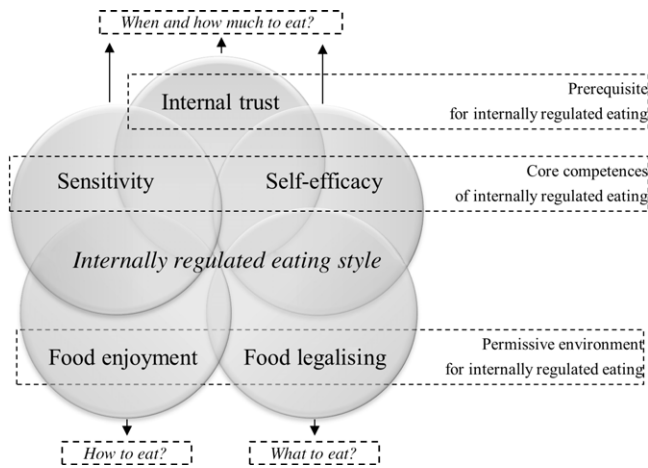 When and how much to eat?
Internal trust
Prerequisite
for internally regulated eating
Sensitivity
Self-efficacy
Core competences
of internally regulated eating
Internally regulated eating style
Food enjoyment
Food legalising
Permissive environment
for internally regulated eating
How to eat?
What to eat?